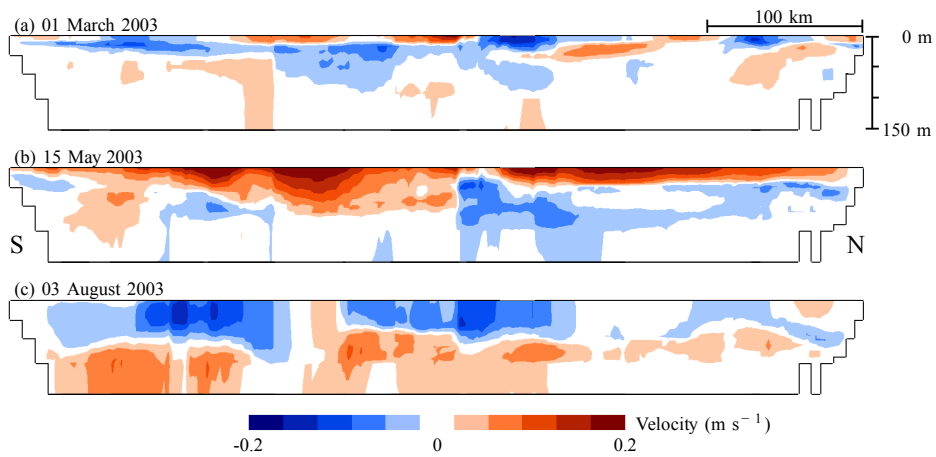 (a) 01 March 2003
100 km
0 m
150 m
(b) 15 May 2003
S
N
(c) 03 August 2003
Velocity (m s⁻¹)
-0.2
0
0.2